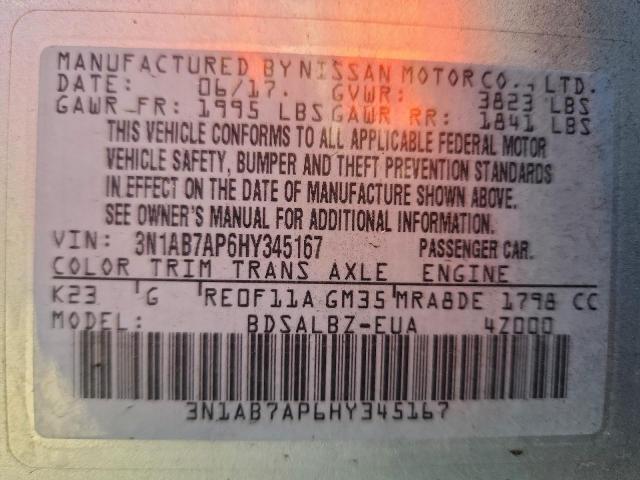 MANUFACTURED BY NISSAN MOTOR CO., LTD.
DATE: 06/17. GVWR: 3823 LBS
GAWR FR: 1995 LBS GAWR RR: 1841 LBS
THIS VEHICLE CONFORMS TO ALL APPLICABLE FEDERAL MOTOR
VEHICLE SAFETY, BUMPER AND THEFT PREVENTION STANDARDS
IN EFFECT ON THE DATE OF MANUFACTURE SHOWN ABOVE.
SEE OWNER'S MANUAL FOR ADDITIONAL INFORMATION.
VIN: 3N1AB7AP6HY345167 PASSENGER CAR.
COLOR TRIM TRANS AXLE ENGINE
K23 G RE0F11A GM35 MRA8DE 1798 CC
MODEL: BDSALBZ-EUA 4Z000
3N1AB7AP6HY345167